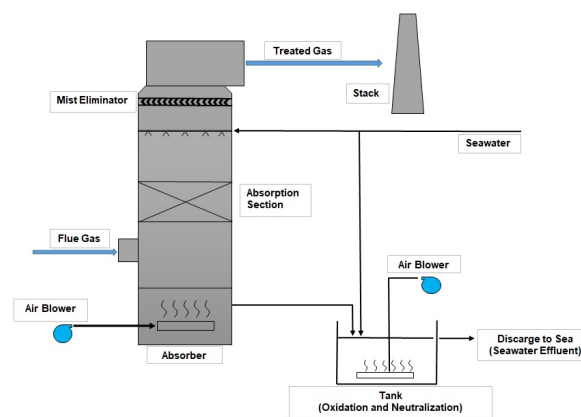 Treated Gas
Stack
Mist Eliminator
Seawater
Absorption
Section
Flue Gas
Air Blower
Air Blower
Absorber
Discarge to Sea
(Seawater Effluent)
Tank
(Oxidation and Neutralization)